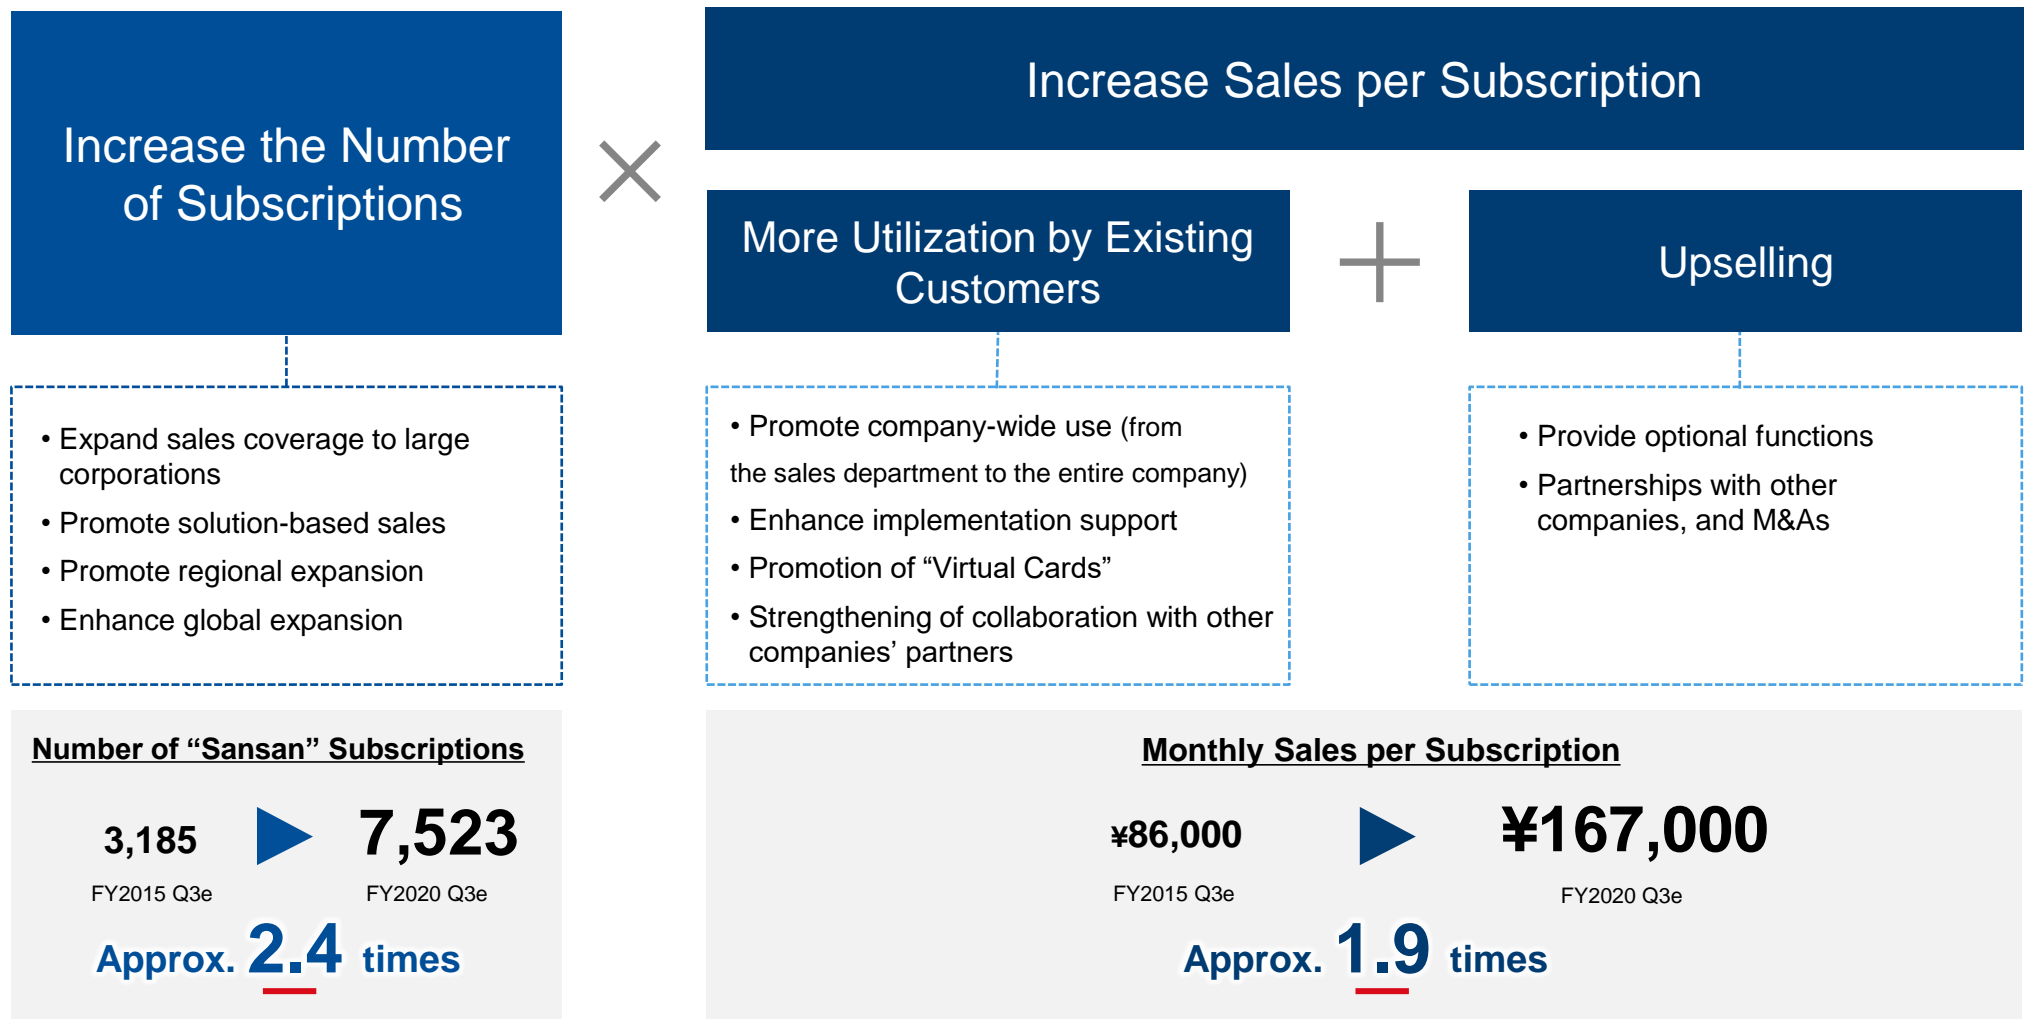 Increase the Number
of Subscriptions
Increase Sales per Subscription
More Utilization by Existing
Customers
Upselling
• Expand sales coverage to large
corporations
• Promote solution-based sales
• Promote regional expansion
• Enhance global expansion
• Promote company-wide use (from
the sales department to the entire company)
• Enhance implementation support
• Promotion of “Virtual Cards”
• Strengthening of collaboration with other
companies’ partners
• Provide optional functions
• Partnerships with other
companies, and M&As
Number of “Sansan” Subscriptions
3,185
7,523
FY2015 Q3e
FY2020 Q3e
Approx. 2.4 times
Monthly Sales per Subscription
¥86,000
¥167,000
FY2015 Q3e
FY2020 Q3e
Approx. 1.9 times